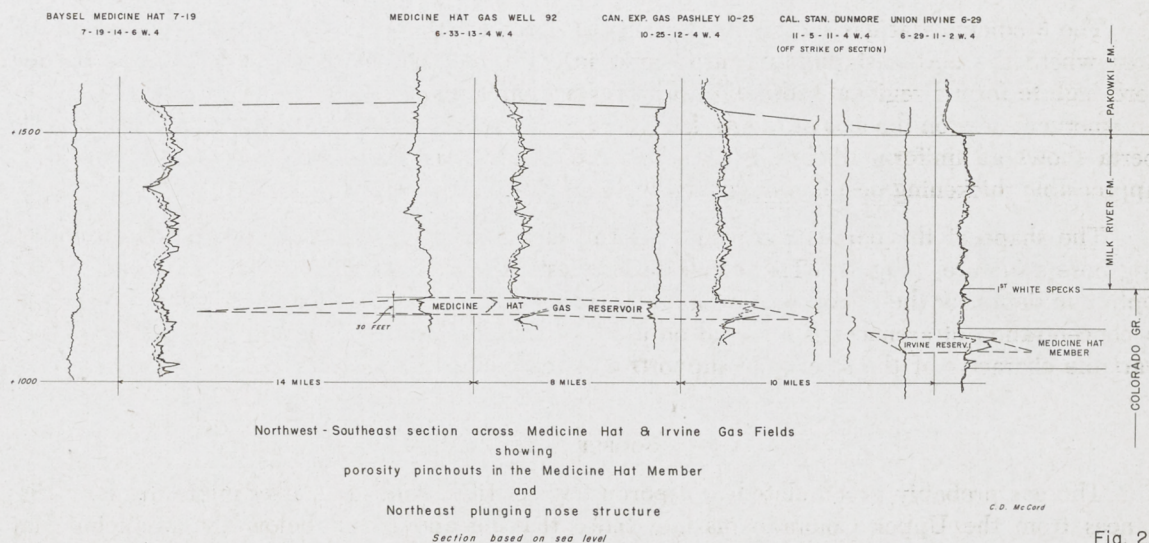 BAYSEL MEDICINE HAT 7-19
7-19-14-6 W. 4
MEDICINE HAT GAS WELL 92
6-33-13-4 W. 4
CAN. EXP. GAS PASHLEY 10-25
10-25-12-4 W. 4
CAL. STAN. DUNMORE
11-5-11-4 W. 4
(OFF STRIKE OF SECTION)
UNION IRVINE 6-29
6-29-11-2 W. 4
PAKOWKI FM.
+1500
MILK RIVER FM.
1ST WHITE SPECKS
MEDICINE HAT GAS RESERVOIR
30 FEET
IRVINE RESERV.
MEDICINE HAT
MEMBER
COLORADO GR.
+1000
14 MILES
8 MILES
10 MILES
Northwest-Southeast section across Medicine Hat & Irvine Gas Fields
showing
porosity pinchouts in the Medicine Hat Member
and
Northeast plunging nose structure
Section based on sea level
C.D. McCord
Fig. 2